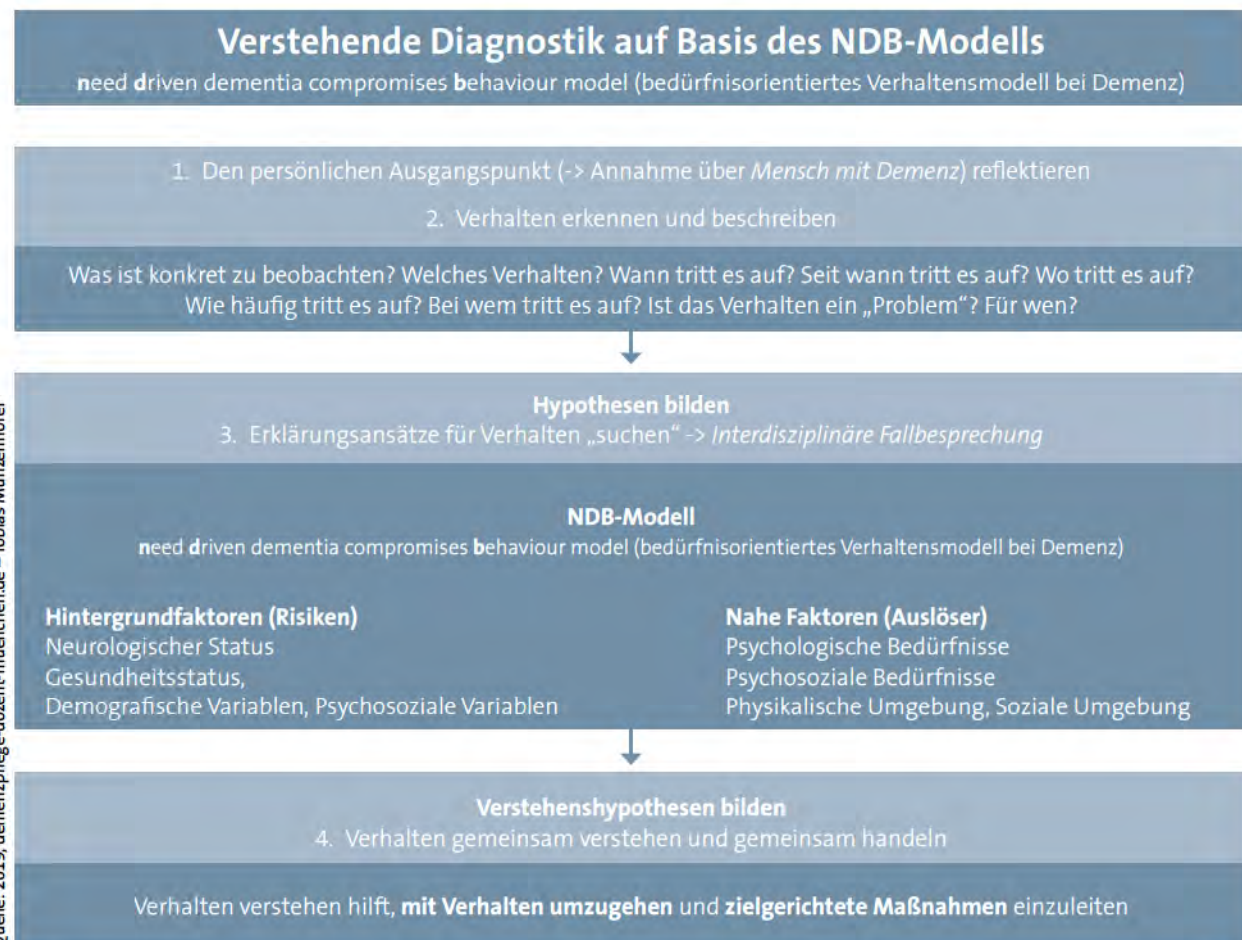 Verstehende Diagnostik auf Basis des NDB-Modells
need driven dementia compromises behaviour model (bedürfnisorientiertes Verhaltensmodell bei Demenz)
1. Den persönlichen Ausgangspunkt (-> Annahme über Mensch mit Demenz) reflektieren
2. Verhalten erkennen und beschreiben
Was ist konkret zu beobachten? Welches Verhalten? Wann tritt es auf? Seit wann tritt es auf? Wo tritt es auf?
Wie häufig tritt es auf? Bei wem tritt es auf? Ist das Verhalten ein „Problem“? Für wen?
Hypothesen bilden
3. Erklärungsansätze für Verhalten „suchen“ -> Interdisziplinäre Fallbesprechung
NDB-Modell
need driven dementia compromises behaviour model (bedürfnisorientiertes Verhaltensmodell bei Demenz)
Hintergrundfaktoren (Risiken)
Neurologischer Status
Gesundheitsstatus,
Demografische Variablen, Psychosoziale Variablen
Nahe Faktoren (Auslöser)
Psychologische Bedürfnisse
Psychosoziale Bedürfnisse
Physikalische Umgebung, Soziale Umgebung
Verstehenshypothesen bilden
4. Verhalten gemeinsam verstehen und gemeinsam handeln
Verhalten verstehen hilft, mit Verhalten umzugehen und zielgerichtete Maßnahmen einzuleiten